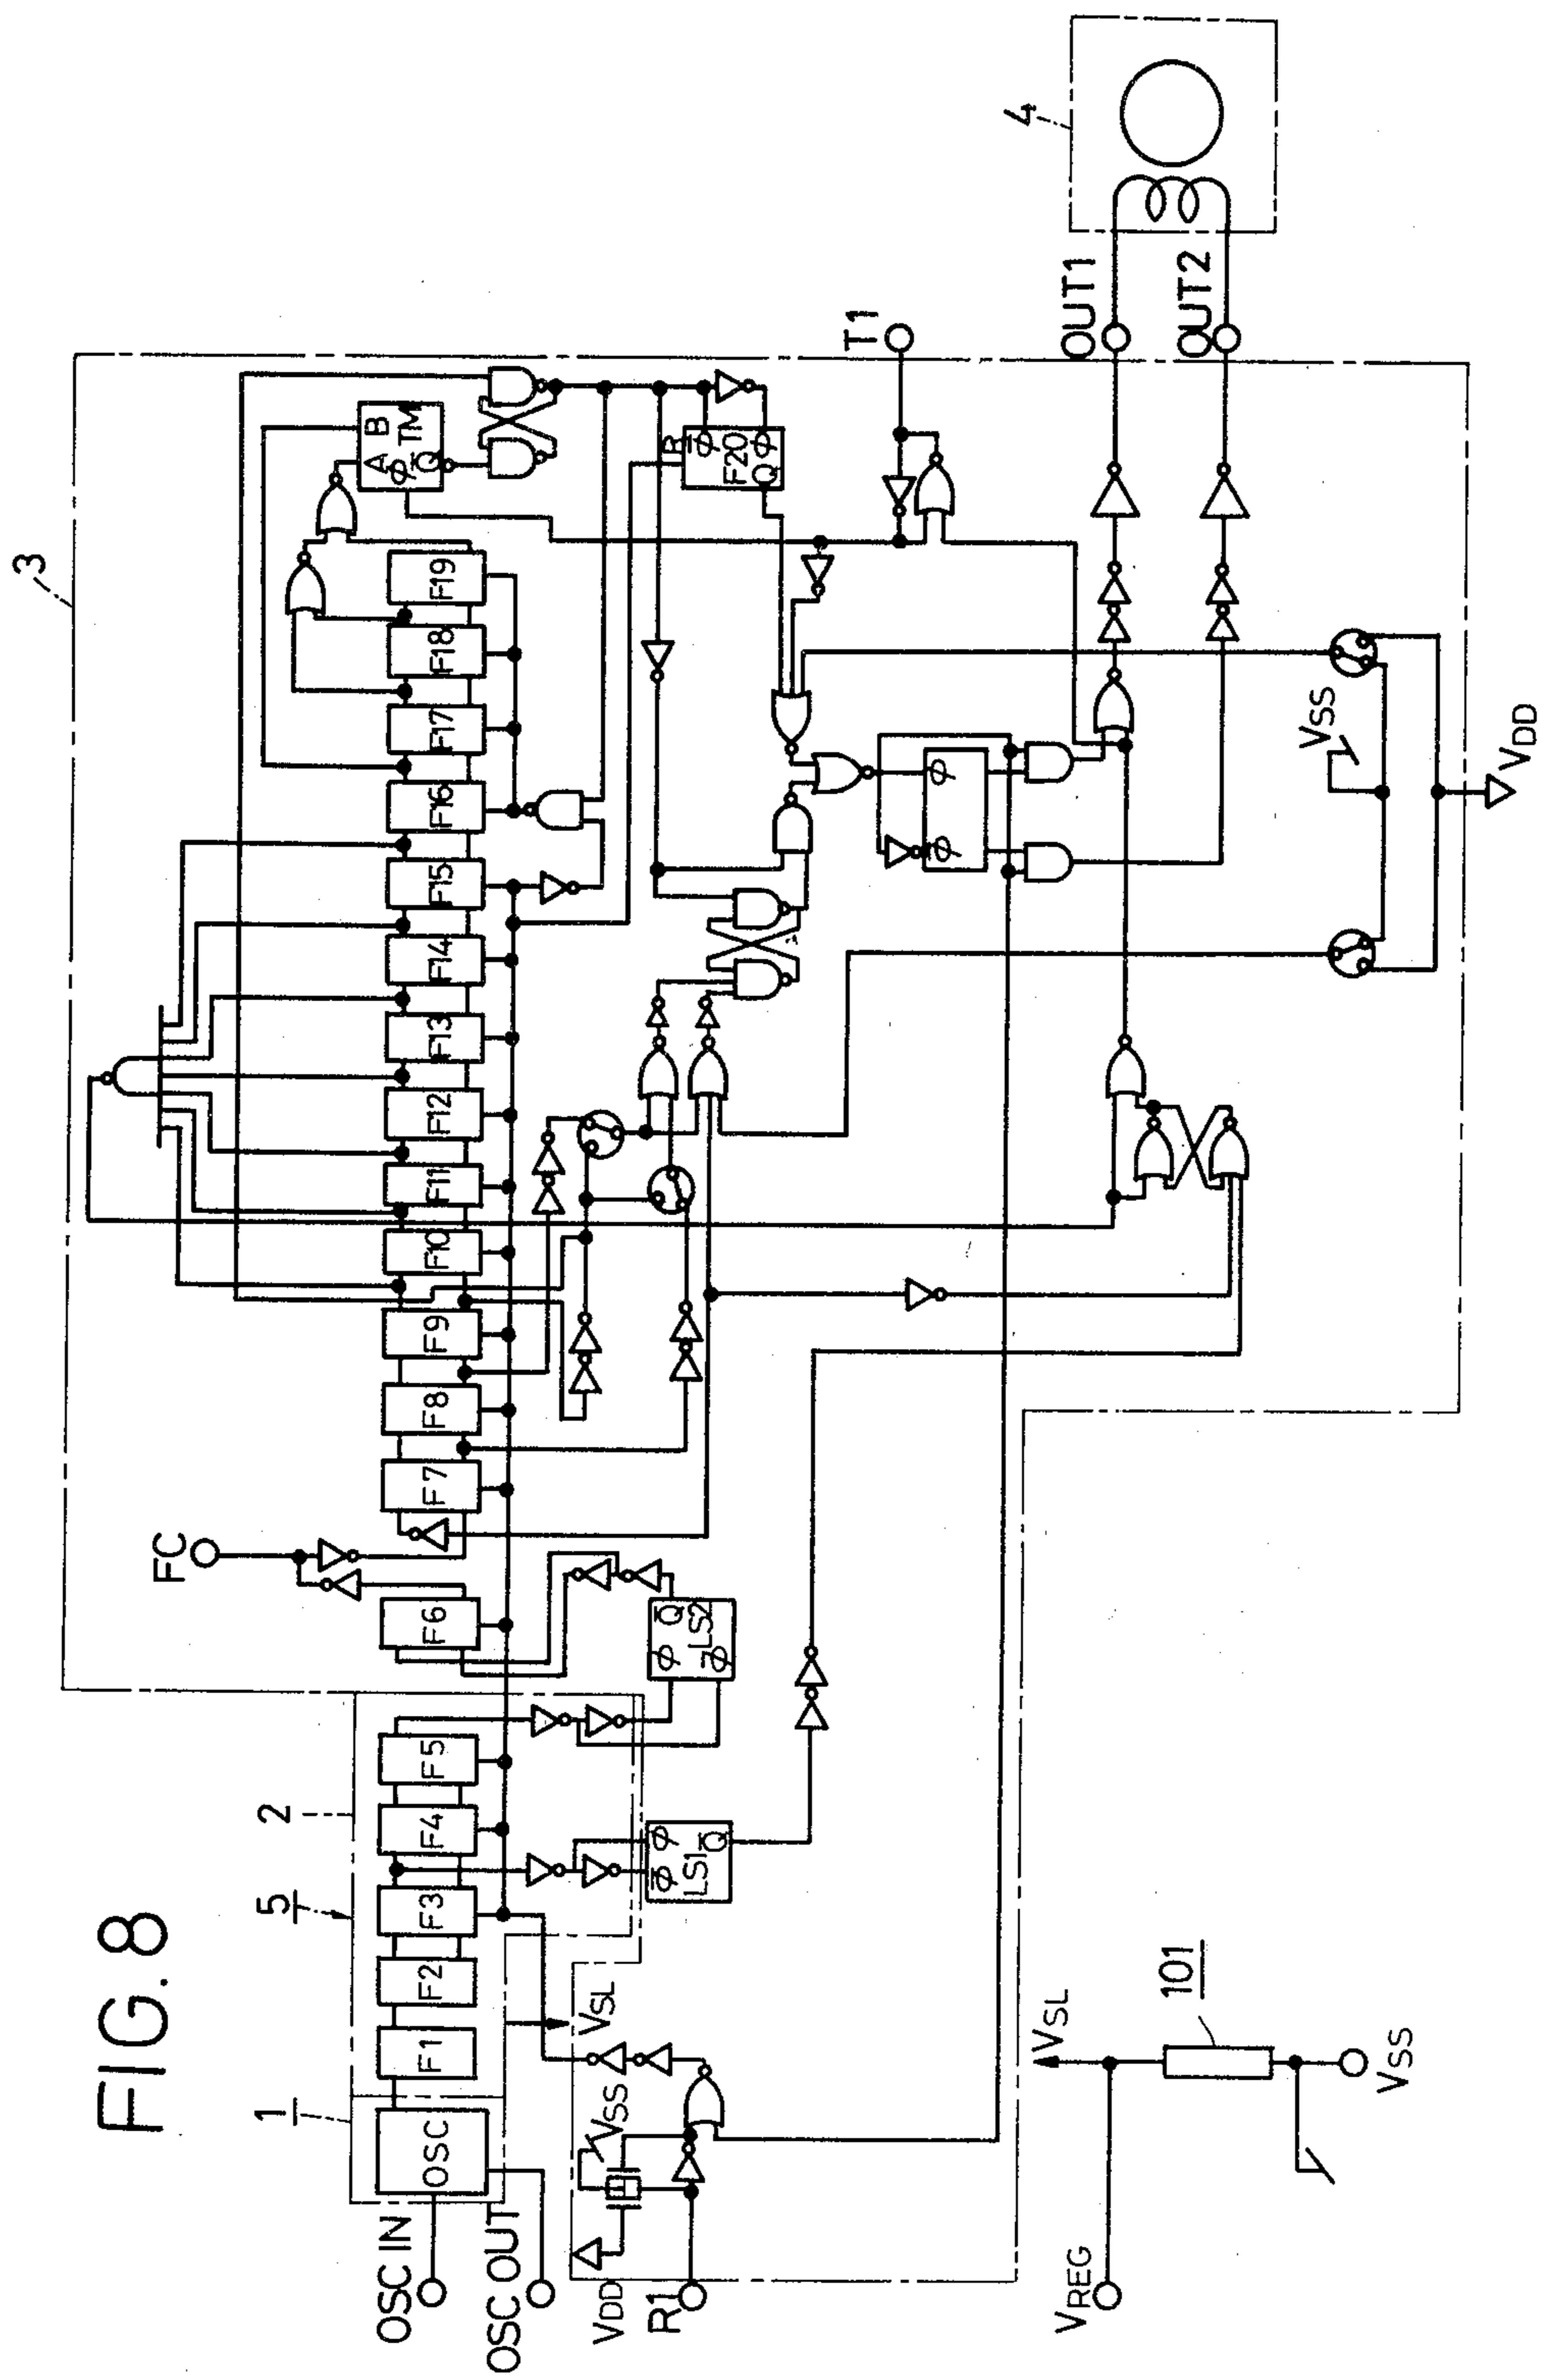 FIG. 8
3
4
5
2
1
OSC IN
OSC OUT
OSC
F1
F2
F3
F4
F5
F6
FC
F7
F8
F9
F10
F11
F12
F13
F14
F15
F16
F17
F18
F19
A B
φ TM
Q̅
R φ̅
F20
Q φ
T1
OUT1
OUT2
φ̅ φ
LS1
Q̅
φ Q̅
LS2
φ̅
φ
φ̅
VSL
VSS
VDD
R1
VSS
VDD
VREG
VSL
101
VSS